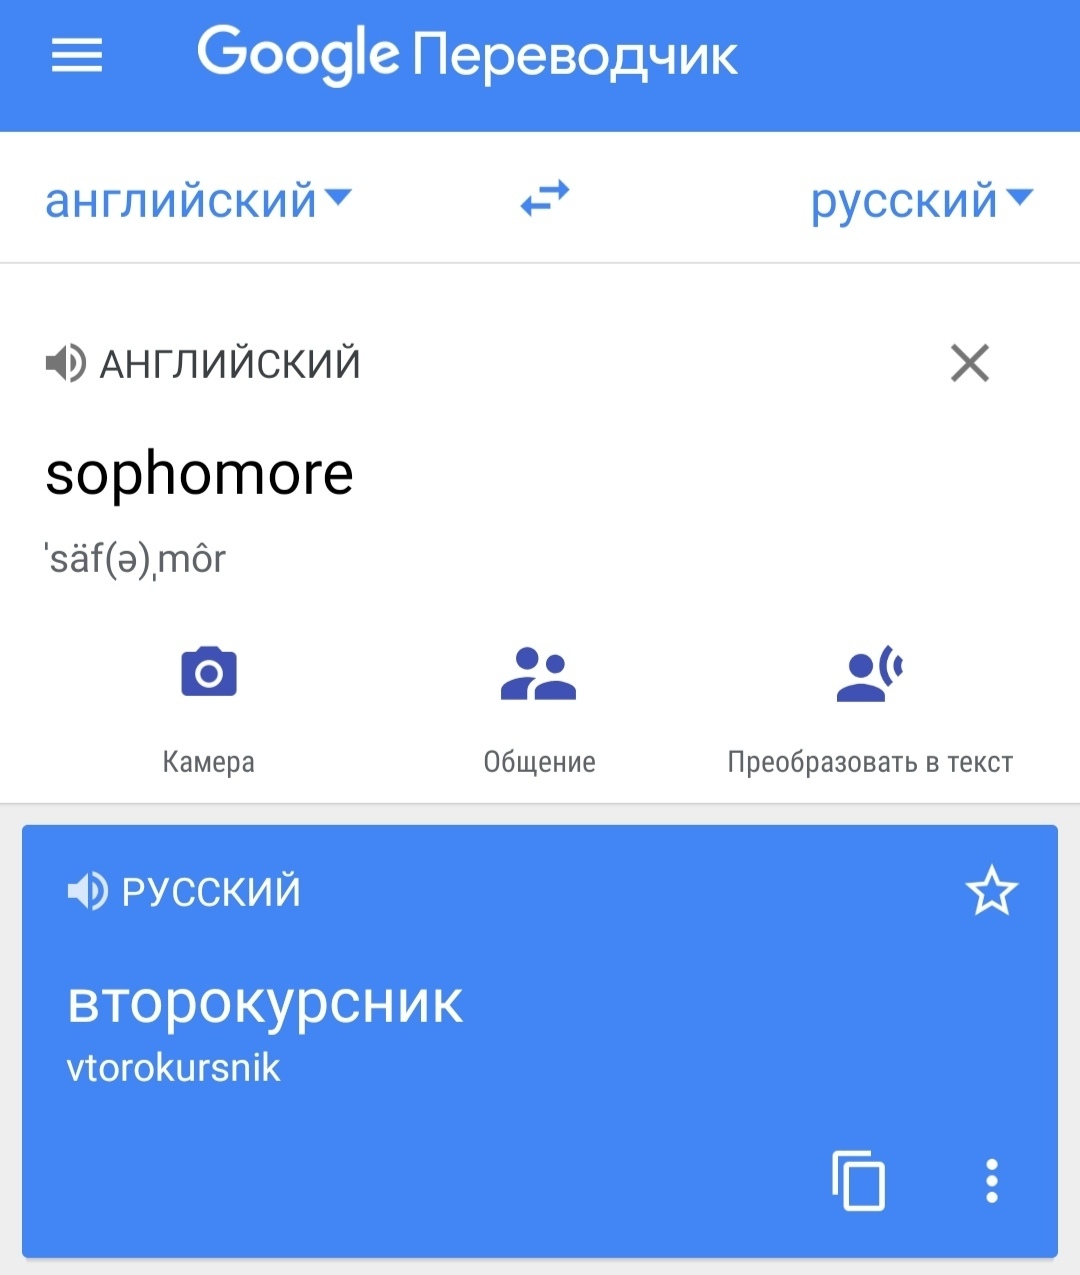 Google Переводчик
английский русский
АНГЛИЙСКИЙ
sophomore
ˈsäf(ə)ˌmôr
Камера Общение Преобразовать в текст
РУССКИЙ
второкурсник
vtorokursnik